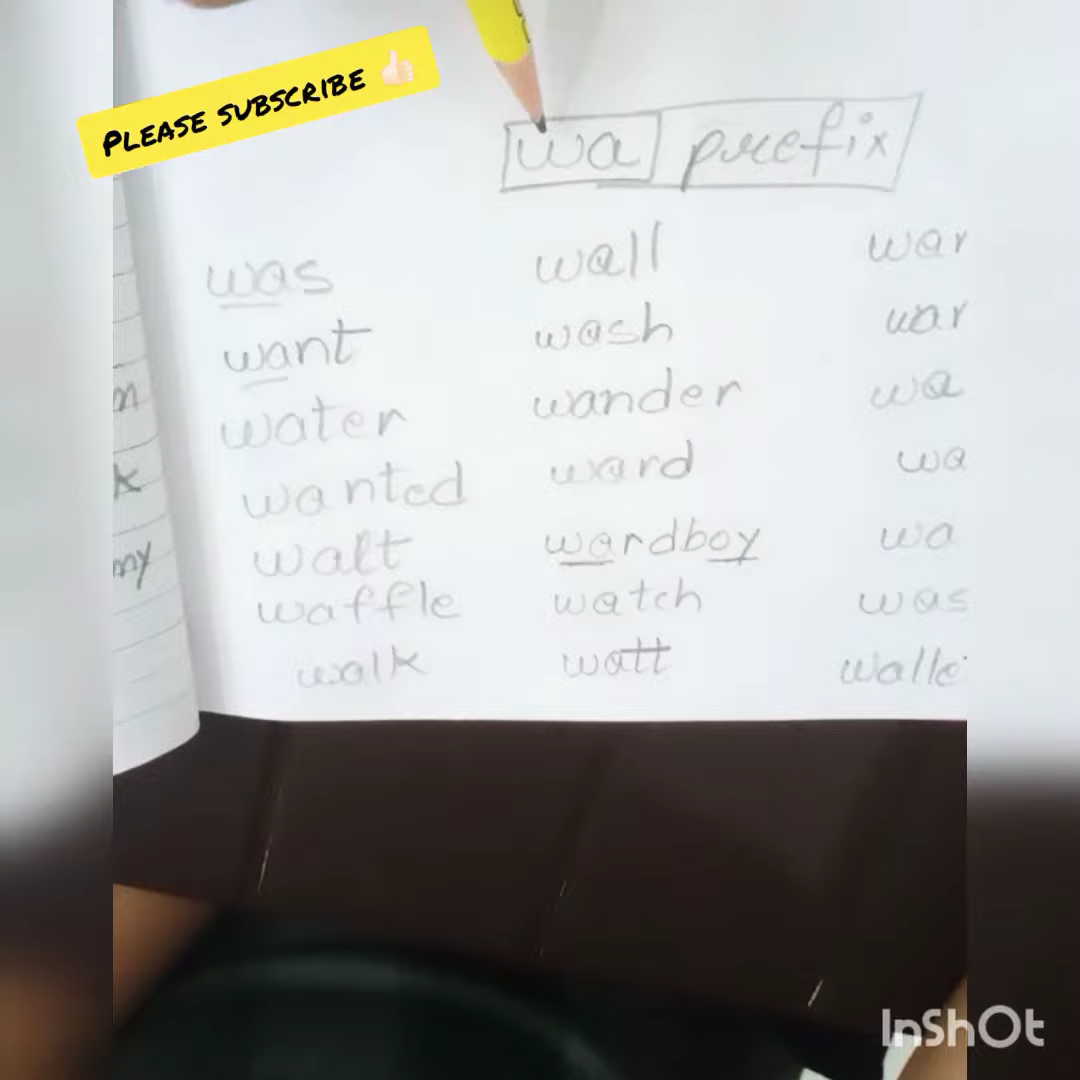 PLEASE SUBSCRIBE 👍🏻
wa prefix
was wall
want wash
water wander
wanted ward
walt wardboy
waffle watch
walk watt
InShOt